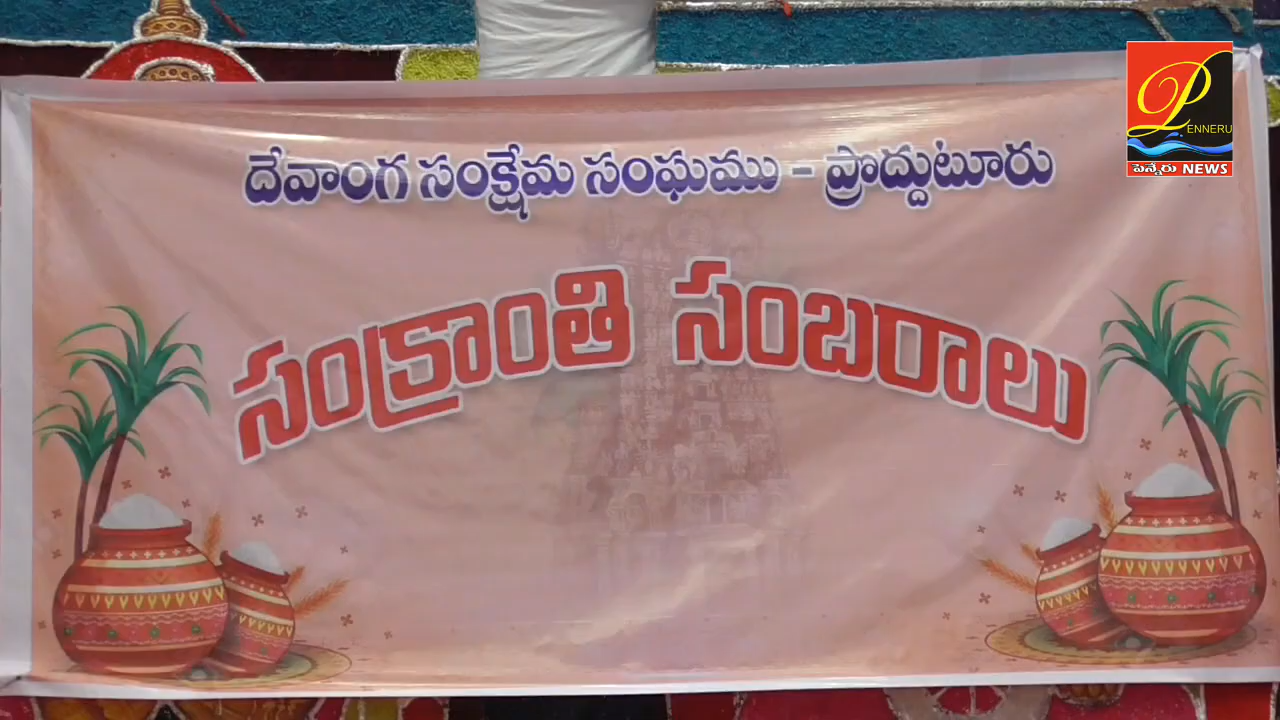 దేవాంగ సంక్షేమ సంఘము - ప్రొద్దుటూరు
సంక్రాంతి సంబరాలు
PENNERU
పెన్నేరు NEWS